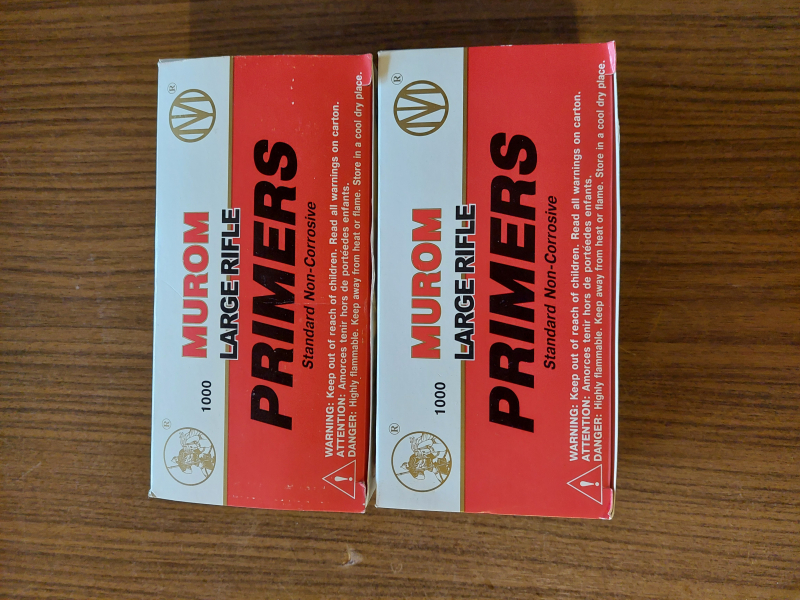 ®
1000
MUROM
®
LARGE RIFLE
PRIMERS
Standard Non-Corrosive
WARNING: Keep out of reach of children. Read all warnings on carton.
ATTENTION: Amorces tenir hors de portéedes enfants.
DANGER: Highly flammable. Keep away from heat or flame. Store in a cool dry place.
®
1000
MUROM
®
LARGE RIFLE
PRIMERS
Standard Non-Corrosive
WARNING: Keep out of reach of children. Read all warnings on carton.
ATTENTION: Amorces tenir hors de portéedes enfants.
DANGER: Highly flammable. Keep away from heat or flame. Store in a cool dry place.